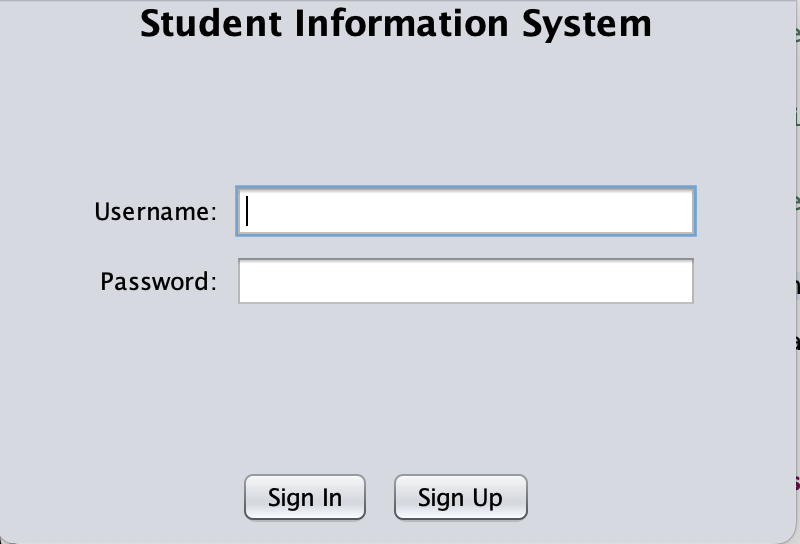 Student Information System
Username:
Password:
Sign In
Sign Up